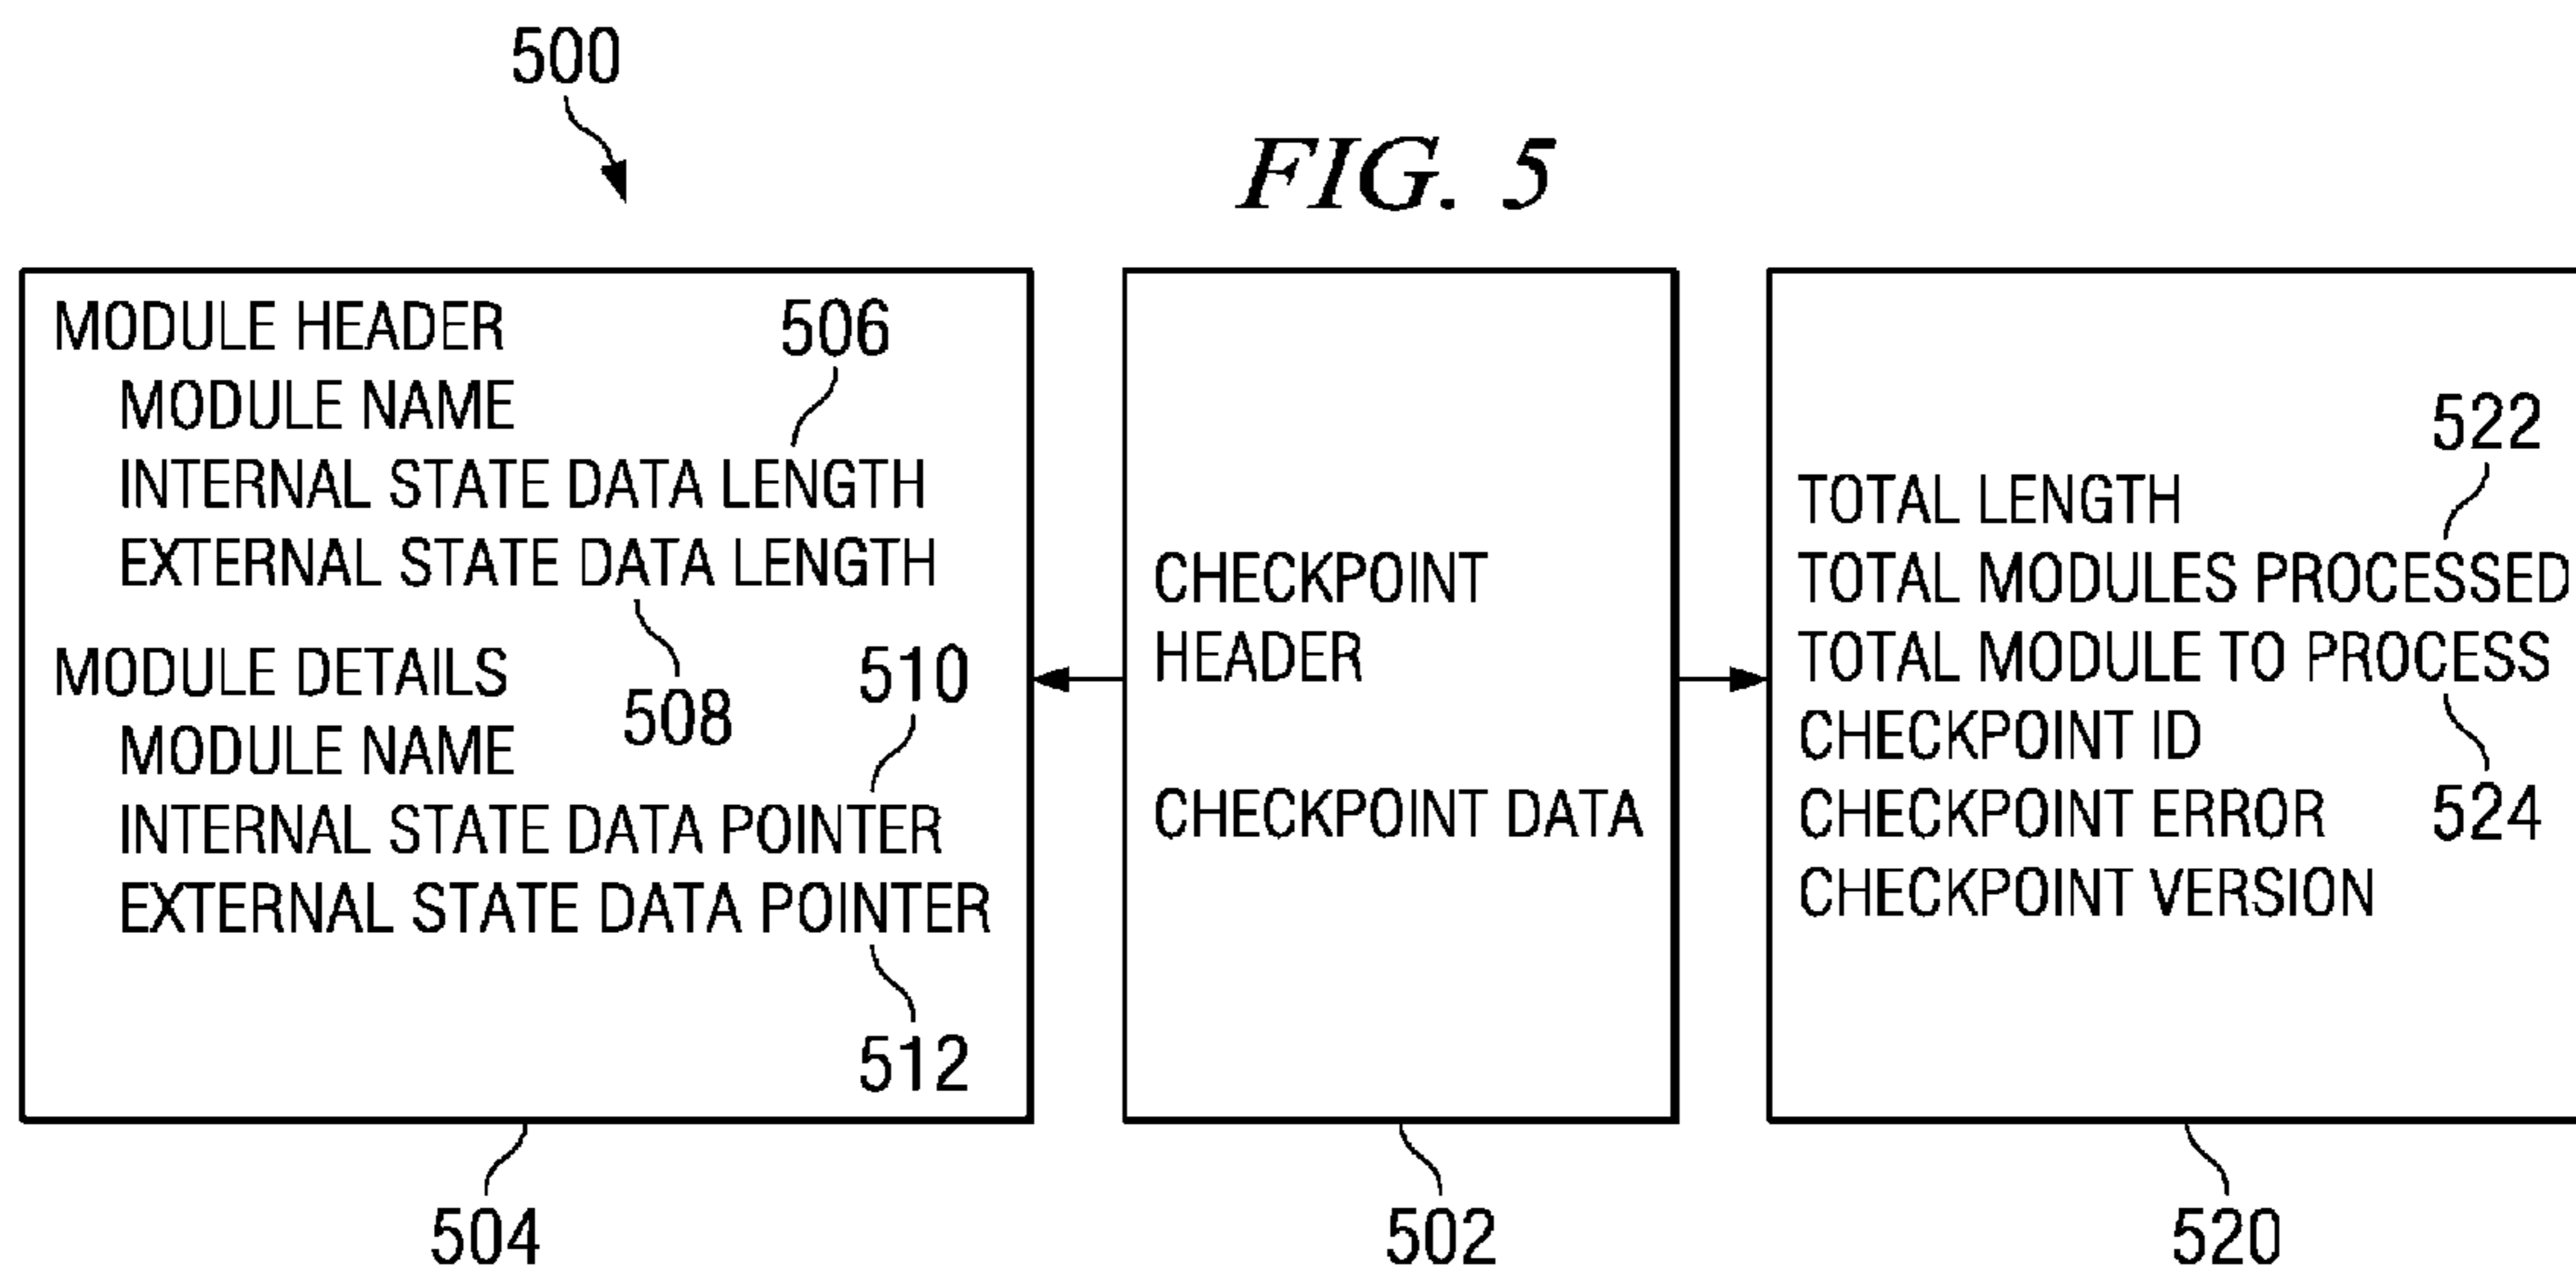 500
FIG. 5
MODULE HEADER
506
MODULE NAME
INTERNAL STATE DATA LENGTH
EXTERNAL STATE DATA LENGTH
508
MODULE DETAILS
510
MODULE NAME
INTERNAL STATE DATA POINTER
EXTERNAL STATE DATA POINTER
512
504
CHECKPOINT
HEADER
CHECKPOINT DATA
502
522
TOTAL LENGTH
TOTAL MODULES PROCESSED
TOTAL MODULE TO PROCESS
CHECKPOINT ID
CHECKPOINT ERROR
524
CHECKPOINT VERSION
520